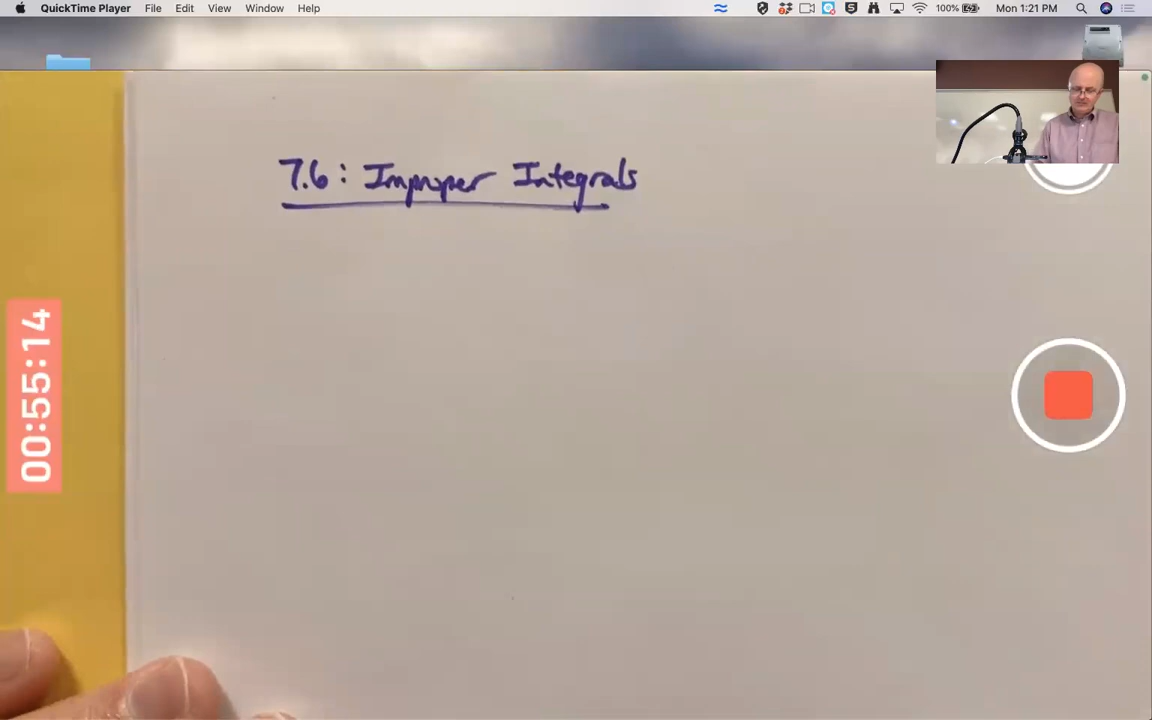 QuickTime Player File Edit View Window Help 100% Mon 1:21 PM
7.6: Improper Integrals
00:55:14